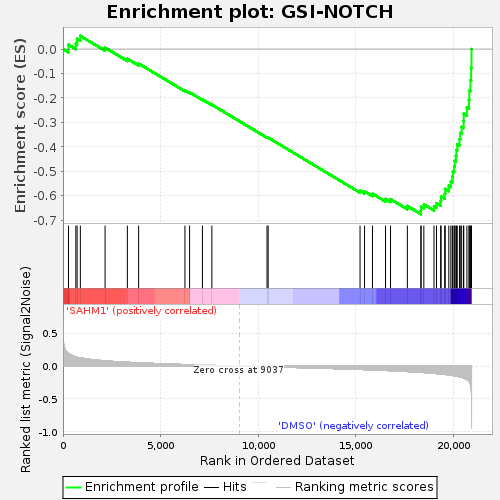 Enrichment plot: GSI-NOTCH
Enrichment score (ES)
0.0
-0.1
-0.2
-0.3
-0.4
-0.5
-0.6
-0.7
'SAHM1' (positively correlated)
Ranked list metric (Signal2Noise)
0.5
0.0
-0.5
-1.0
Zero cross at 9037
'DMSO' (negatively correlated)
0 5,000 10,000 15,000 20,000
Rank in Ordered Dataset
Enrichment profile Hits Ranking metric scores